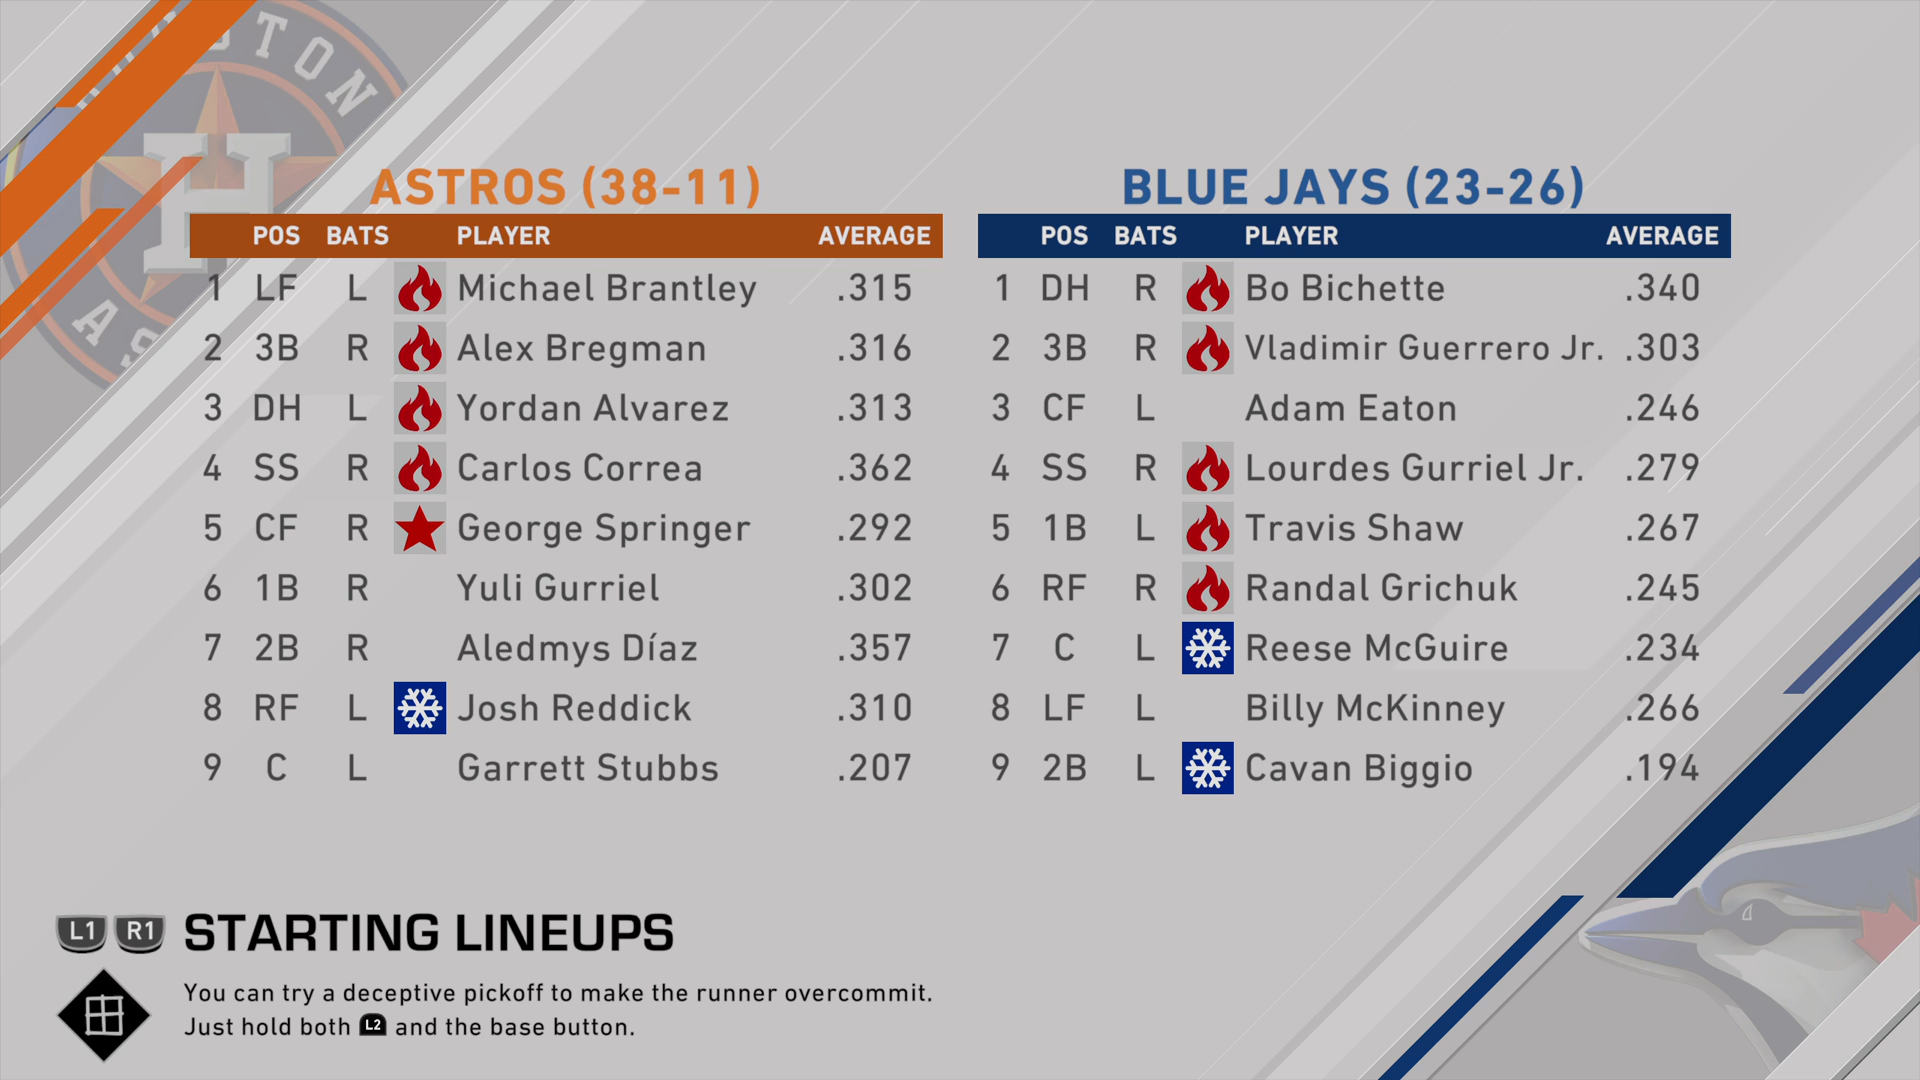 STON
AS
ASTROS (38-11)
POS BATS PLAYER AVERAGE
1 LF L Michael Brantley .315
2 3B R Alex Bregman .316
3 DH L Yordan Alvarez .313
4 SS R Carlos Correa .362
5 CF R George Springer .292
6 1B R Yuli Gurriel .302
7 2B R Aledmys Díaz .357
8 RF L Josh Reddick .310
9 C L Garrett Stubbs .207
BLUE JAYS (23-26)
POS BATS PLAYER AVERAGE
1 DH R Bo Bichette .340
2 3B R Vladimir Guerrero Jr. .303
3 CF L Adam Eaton .246
4 SS R Lourdes Gurriel Jr. .279
5 1B L Travis Shaw .267
6 RF R Randal Grichuk .245
7 C L Reese McGuire .234
8 LF L Billy McKinney .266
9 2B L Cavan Biggio .194
L1 R1 STARTING LINEUPS
You can try a deceptive pickoff to make the runner overcommit.
Just hold both L2 and the base button.